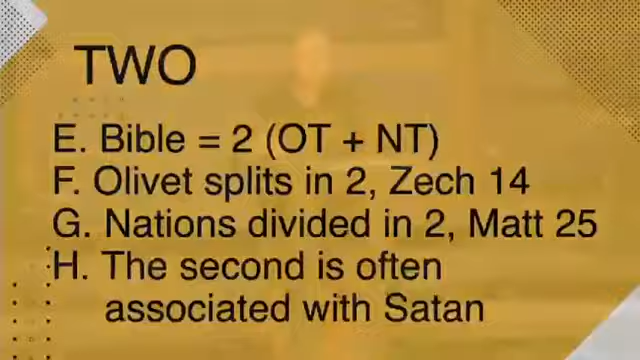 TWO
E. Bible = 2 (OT + NT)
F. Olivet splits in 2, Zech 14
G. Nations divided in 2, Matt 25
H. The second is often
associated with Satan